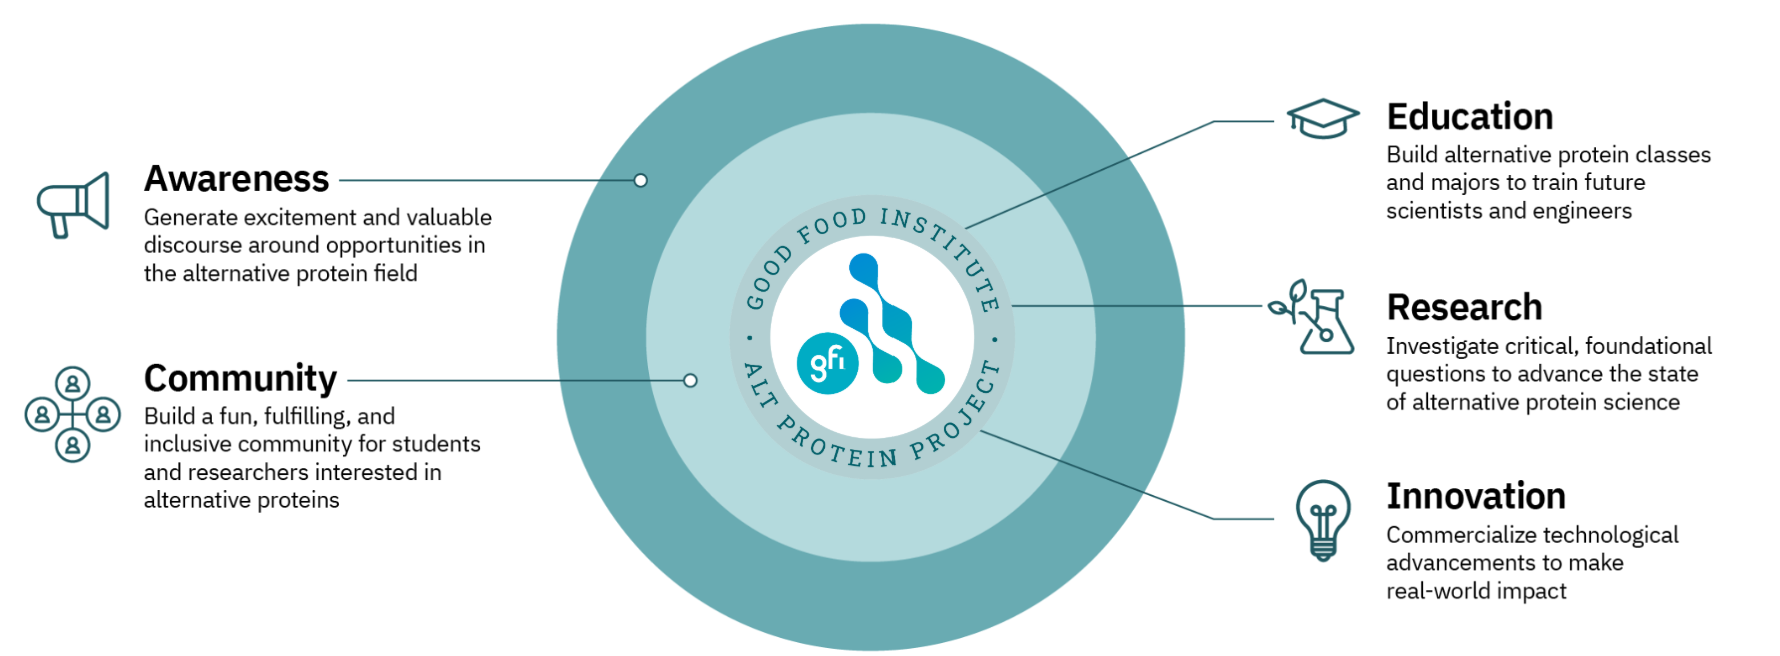 Awareness
Generate excitement and valuable
discourse around opportunities in
the alternative protein field
Community
Build a fun, fulfilling, and
inclusive community for students
and researchers interested in
alternative proteins
GOOD FOOD INSTITUTE
gfi
• ALT PROTEIN PROJECT •
Education
Build alternative protein classes
and majors to train future
scientists and engineers
Research
Investigate critical, foundational
questions to advance the state
of alternative protein science
Innovation
Commercialize technological
advancements to make
real-world impact